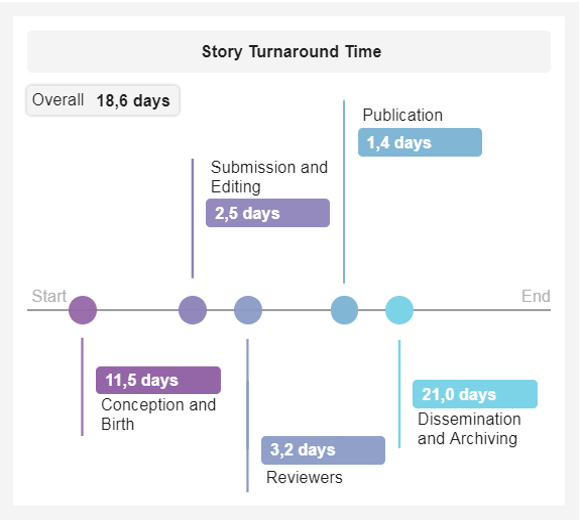 Story Turnaround Time
Overall 18,6 days
Publication
1,4 days
Submission and
Editing
2,5 days
Start
End
11,5 days
Conception and
Birth
21,0 days
Dissemination
and Archiving
3,2 days
Reviewers